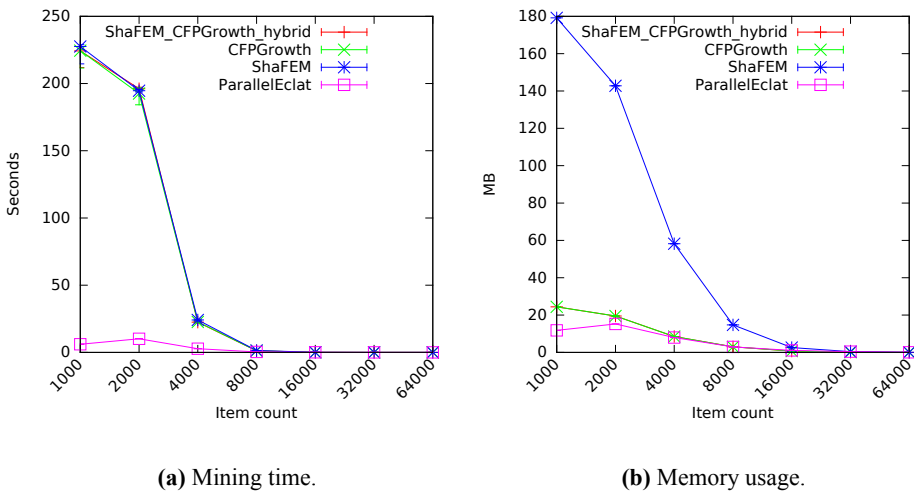 250
200
150
100
50
0
Seconds
1000
2000
4000
8000
16000
32000
64000
Item count
ShaFEM_CFPGrowth_hybrid
CFPGrowth
ShaFEM
ParallelEclat
(a) Mining time.
180
160
140
120
100
80
60
40
20
0
MB
1000
2000
4000
8000
16000
32000
64000
Item count
ShaFEM_CFPGrowth_hybrid
CFPGrowth
ShaFEM
ParallelEclat
(b) Memory usage.